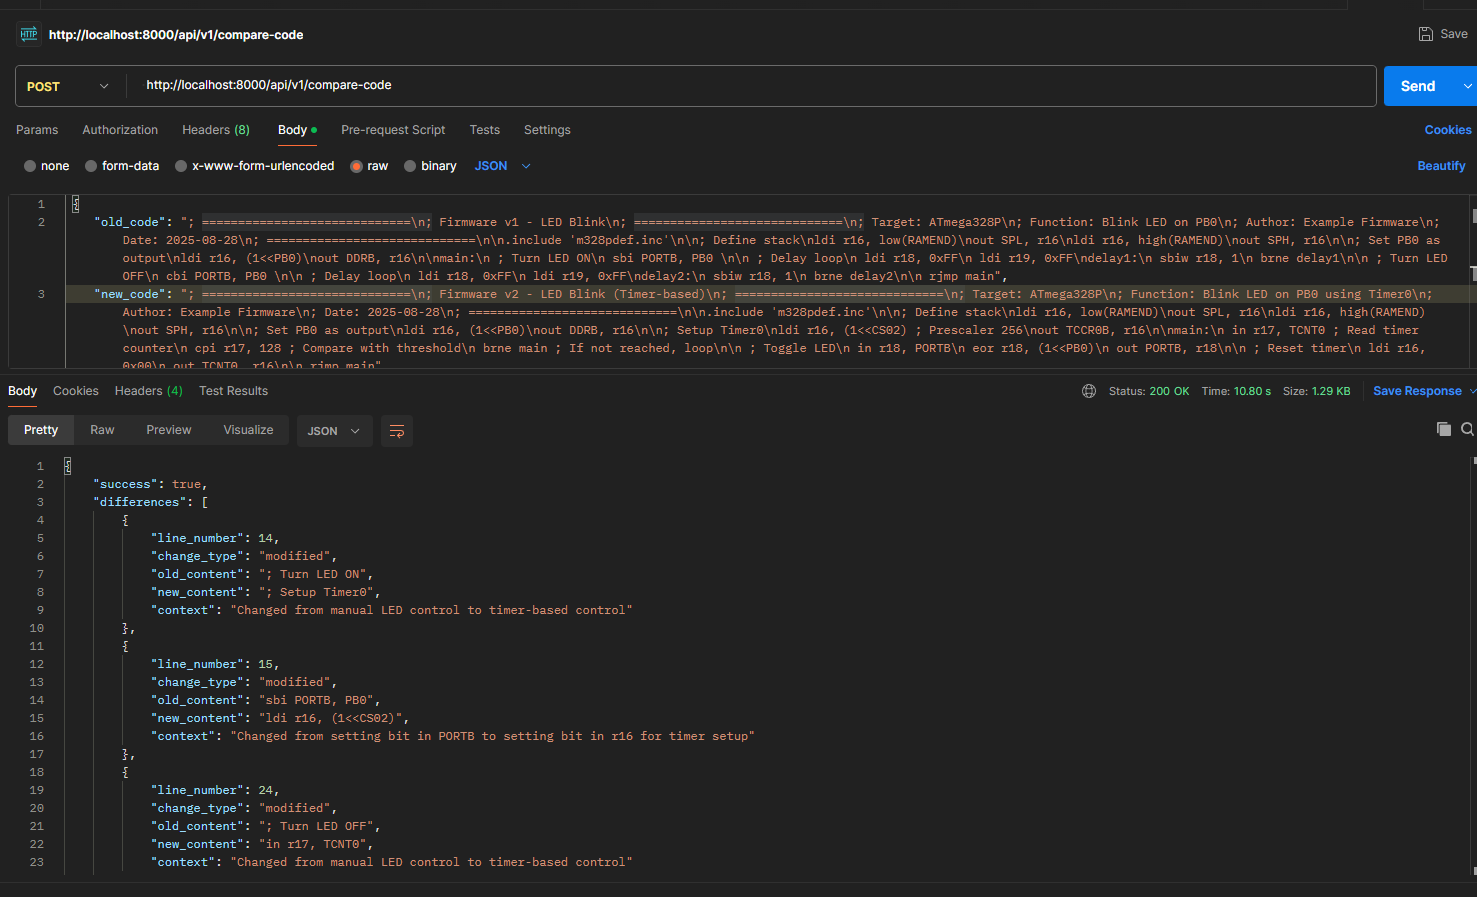 HTTP http://localhost:8000/api/v1/compare-code Save
POST http://localhost:8000/api/v1/compare-code Send
Params Authorization Headers (8) Body Pre-request Script Tests Settings Cookies
none form-data x-www-form-urlencoded raw binary JSON Beautify
1 {
2 "old_code": "; =============================\n; Firmware v1 - LED Blink\n; =============================\n; Target: ATmega328P\n; Function: Blink LED on PB0\n; Author: Example Firmware\n;
Date: 2025-08-28\n; =============================\n\n.include 'm328pdef.inc'\n\n; Define stack\nldi r16, low(RAMEND)\nout SPL, r16\nldi r16, high(RAMEND)\nout SPH, r16\n\n; Set PB0 as
output\nldi r16, (1<<PB0)\nout DDRB, r16\n\nmain:\n ; Turn LED ON\n sbi PORTB, PB0 \n\n ; Delay loop\n ldi r18, 0xFF\n ldi r19, 0xFF\ndelay1:\n sbiw r18, 1\n brne delay1\n\n ; Turn LED
OFF\n cbi PORTB, PB0 \n\n ; Delay loop\n ldi r18, 0xFF\n ldi r19, 0xFF\ndelay2:\n sbiw r18, 1\n brne delay2\n\n rjmp main",
3 "new_code": "; =============================\n; Firmware v2 - LED Blink (Timer-based)\n; =============================\n; Target: ATmega328P\n; Function: Blink LED on PB0 using Timer0\n;
Author: Example Firmware\n; Date: 2025-08-28\n; =============================\n\n.include 'm328pdef.inc'\n\n; Define stack\nldi r16, low(RAMEND)\nout SPL, r16\nldi r16, high(RAMEND)
\nout SPH, r16\n\n; Set PB0 as output\nldi r16, (1<<PB0)\nout DDRB, r16\n\n; Setup Timer0\nldi r16, (1<<CS02) ; Prescaler 256\nout TCCR0B, r16\n\nmain:\n in r17, TCNT0 ; Read timer
counter\n cpi r17, 128 ; Compare with threshold\n brne main ; If not reached, loop\n\n ; Toggle LED\n in r18, PORTB\n eor r18, (1<<PB0)\n out PORTB, r18\n\n ; Reset timer\n ldi r16,
0x00\n out TCNT0, r16\n\n rjmp main"
Body Cookies Headers (4) Test Results Status: 200 OK Time: 10.80 s Size: 1.29 KB Save Response
Pretty Raw Preview Visualize JSON
1 {
2 "success": true,
3 "differences": [
4 {
5 "line_number": 14,
6 "change_type": "modified",
7 "old_content": "; Turn LED ON",
8 "new_content": "; Setup Timer0",
9 "context": "Changed from manual LED control to timer-based control"
10 },
11 {
12 "line_number": 15,
13 "change_type": "modified",
14 "old_content": "sbi PORTB, PB0",
15 "new_content": "ldi r16, (1<<CS02)",
16 "context": "Changed from setting bit in PORTB to setting bit in r16 for timer setup"
17 },
18 {
19 "line_number": 24,
20 "change_type": "modified",
21 "old_content": "; Turn LED OFF",
22 "new_content": "in r17, TCNT0",
23 "context": "Changed from manual LED control to timer-based control"